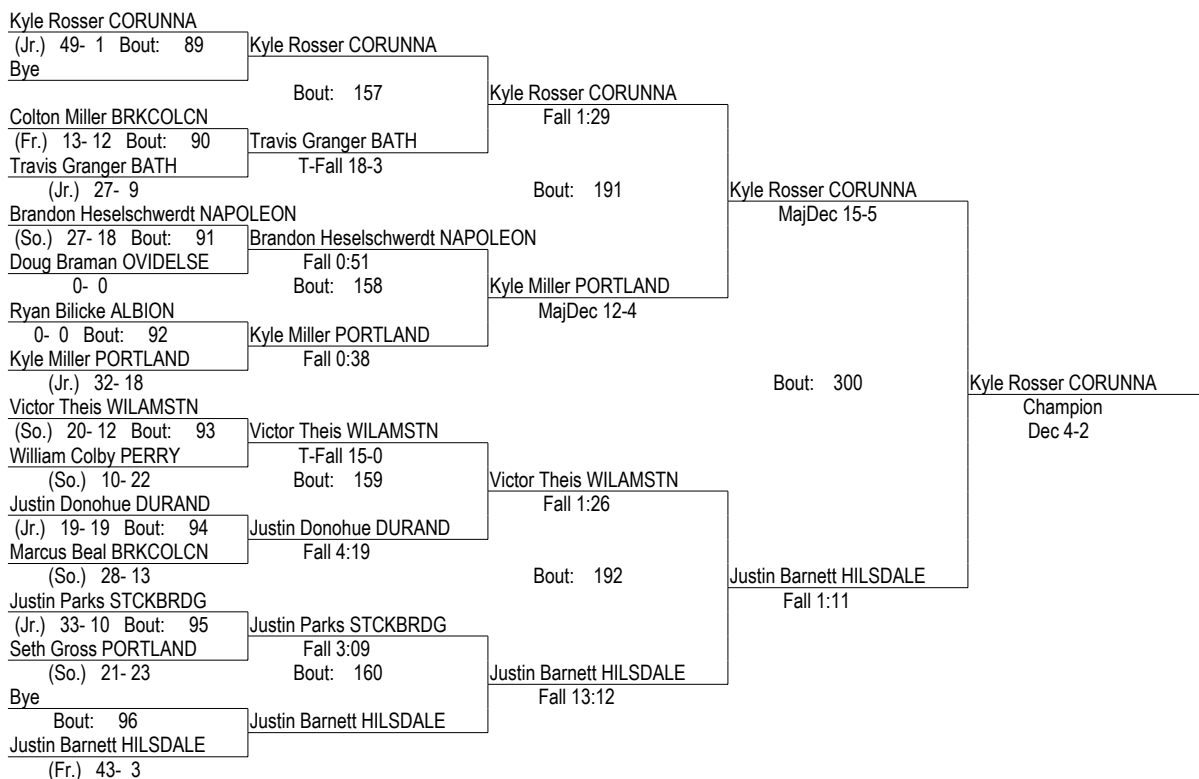 Kyle Rosser CORUNNA
(Jr.) 49- 1 Bout: 89
Kyle Rosser CORUNNA
Bye
Bout: 157
Kyle Rosser CORUNNA
Fall 1:29
Colton Miller BRKCOLCN
(Fr.) 13- 12 Bout: 90
Travis Granger BATH
Travis Granger BATH
T-Fall 18-3
(Jr.) 27- 9
Bout: 191
Kyle Rosser CORUNNA
MajDec 15-5
Brandon Heselschwerdt NAPOLEON
(So.) 27- 18 Bout: 91
Brandon Heselschwerdt NAPOLEON
Doug Braman OVIDELSE
Fall 0:51
0- 0
Bout: 158
Kyle Miller PORTLAND
MajDec 12-4
Ryan Bilicke ALBION
0- 0 Bout: 92
Kyle Miller PORTLAND
Kyle Miller PORTLAND
Fall 0:38
(Jr.) 32- 18
Bout: 300
Kyle Rosser CORUNNA
Champion
Dec 4-2
Victor Theis WILAMSTN
(So.) 20- 12 Bout: 93
Victor Theis WILAMSTN
William Colby PERRY
T-Fall 15-0
(So.) 10- 22
Bout: 159
Victor Theis WILAMSTN
Fall 1:26
Justin Donohue DURAND
(Jr.) 19- 19 Bout: 94
Justin Donohue DURAND
Marcus Beal BRKCOLCN
Fall 4:19
(So.) 28- 13
Bout: 192
Justin Barnett HILSDALE
Fall 1:11
Justin Parks STCKBRDG
(Jr.) 33- 10 Bout: 95
Justin Parks STCKBRDG
Seth Gross PORTLAND
Fall 3:09
(So.) 21- 23
Bout: 160
Justin Barnett HILSDALE
Fall 13:12
Bye
Bout: 96
Justin Barnett HILSDALE
Justin Barnett HILSDALE
(Fr.) 43- 3